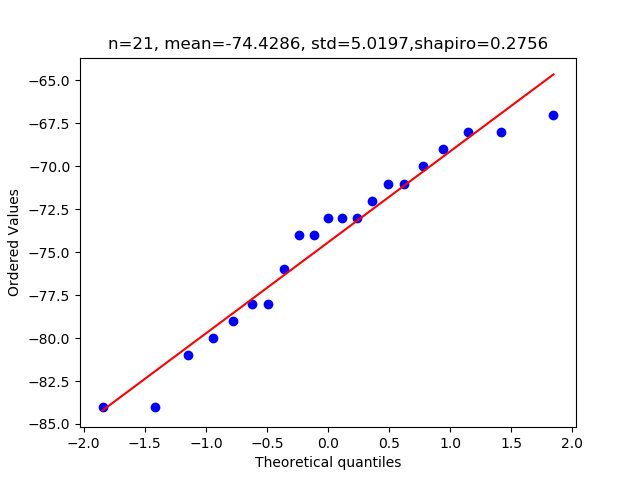 n=21, mean=-74.4286, std=5.0197,shapiro=0.2756
−65.0
−67.5
−70.0
−72.5
−75.0
−77.5
−80.0
−82.5
−85.0
Ordered Values
−2.0 −1.5 −1.0 −0.5 0.0 0.5 1.0 1.5 2.0
Theoretical quantiles